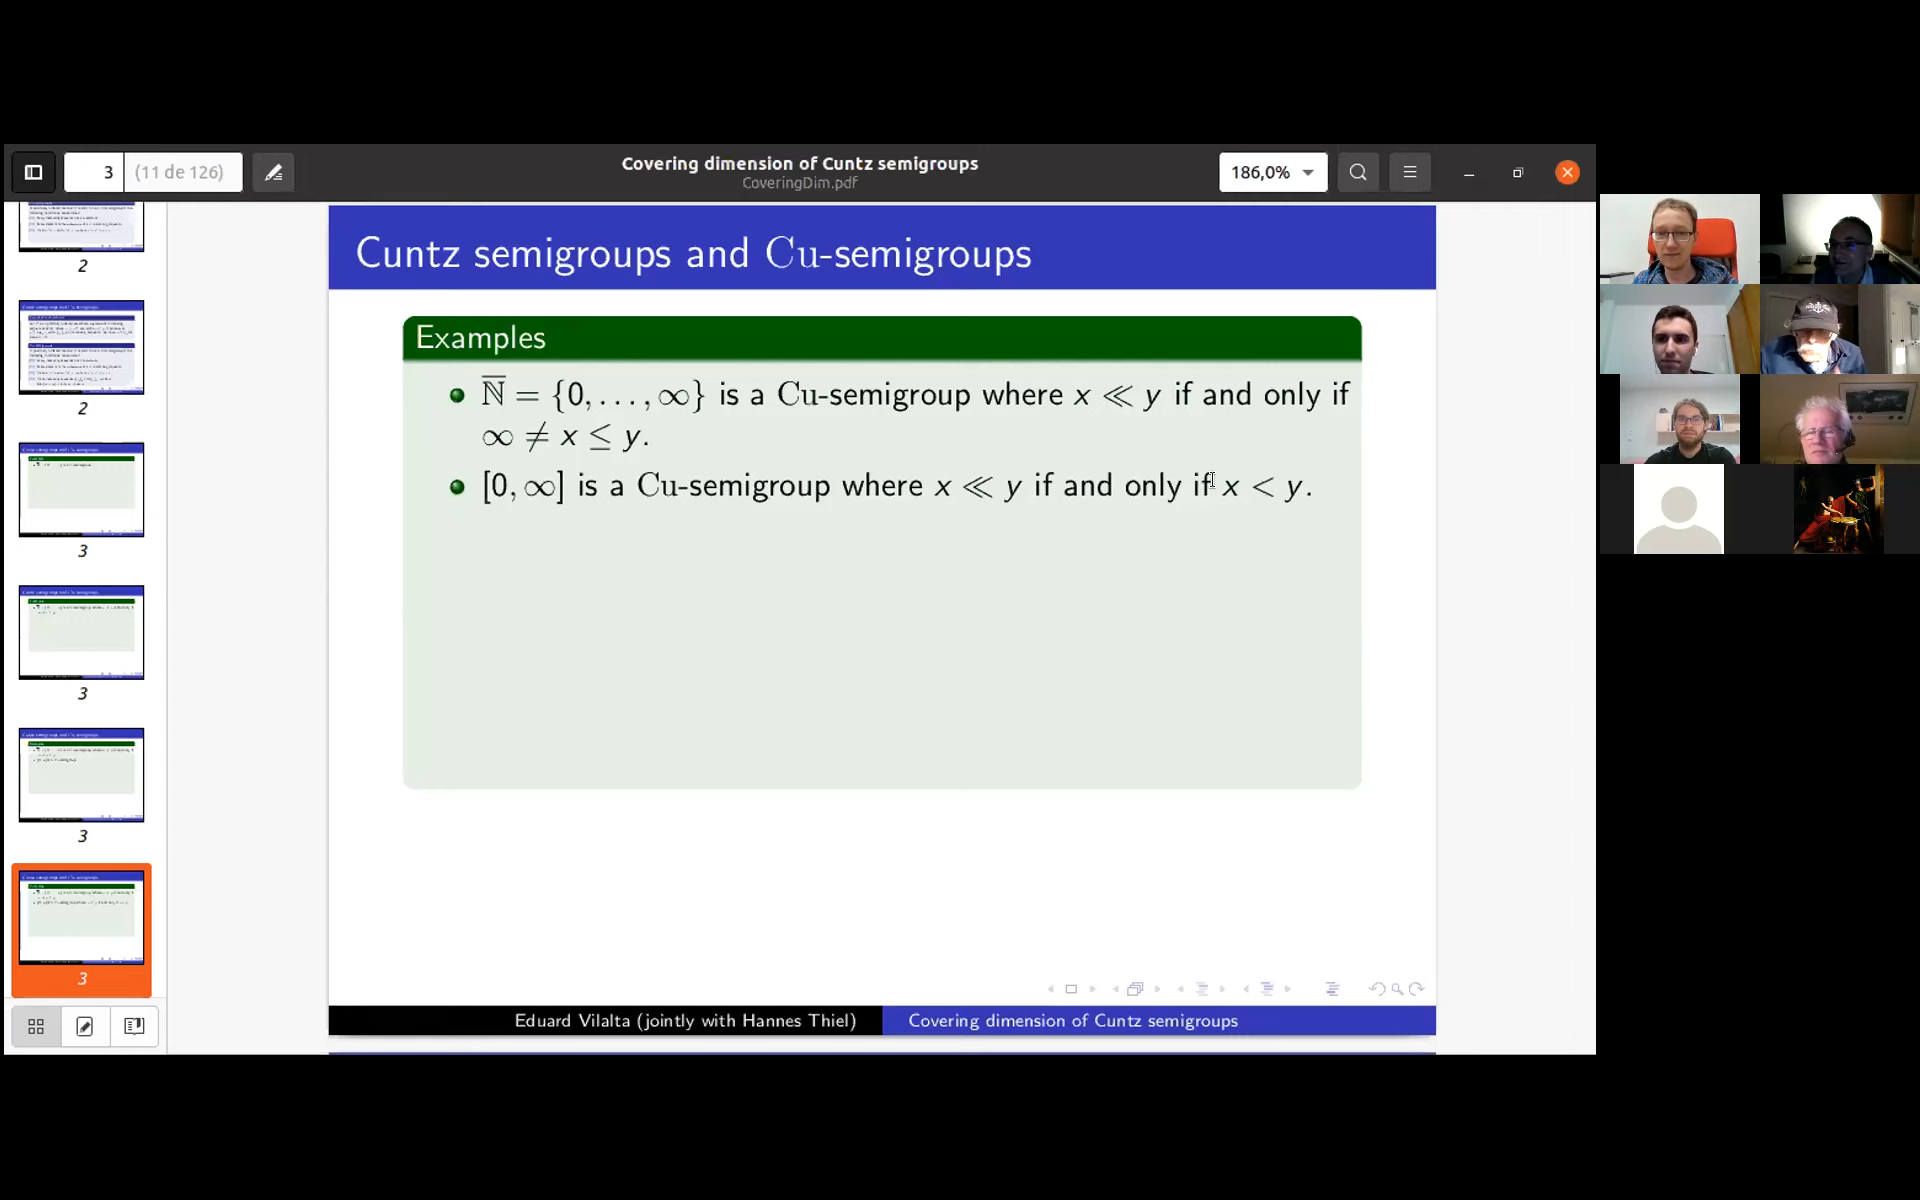 3 (11 de 126)
Covering dimension of Cuntz semigroups
CoveringDim.pdf
186,0%
2
2
3
3
3
3
Cuntz semigroups and Cu-semigroups
Examples
N̅ = {0, . . . , ∞} is a Cu-semigroup where x ≪ y if and only if
∞ ≠ x ≤ y.
[0, ∞] is a Cu-semigroup where x ≪ y if and only if x < y.
Eduard Vilalta (jointly with Hannes Thiel)
Covering dimension of Cuntz semigroups